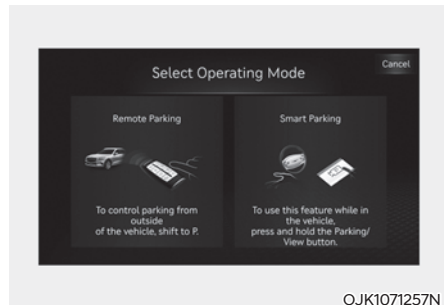 Select Operating Mode
Cancel
Remote Parking
To control parking from
outside
of the vehicle, shift to P.
Smart Parking
To use this feature while in
the vehicle,
press and hold the Parking/
View button.
OJK1071257N